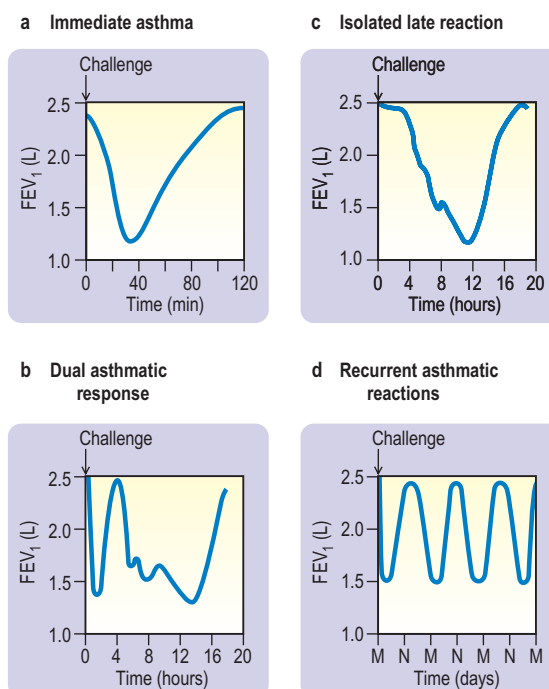 a Immediate asthma
Challenge
2.5
2.0
1.5
1.0
FEV1 (L)
0 40 80 120
Time (min)
b Dual asthmatic
response
Challenge
2.5
2.0
1.5
1.0
FEV1 (L)
0 4 8 12 16 20
Time (hours)
c Isolated late reaction
Challenge
2.5
2.0
1.5
1.0
FEV1 (L)
0 4 8 12 16 20
Time (hours)
d Recurrent asthmatic
reactions
Challenge
2.5
2.0
1.5
1.0
FEV1 (L)
M N M N M N M
Time (days)